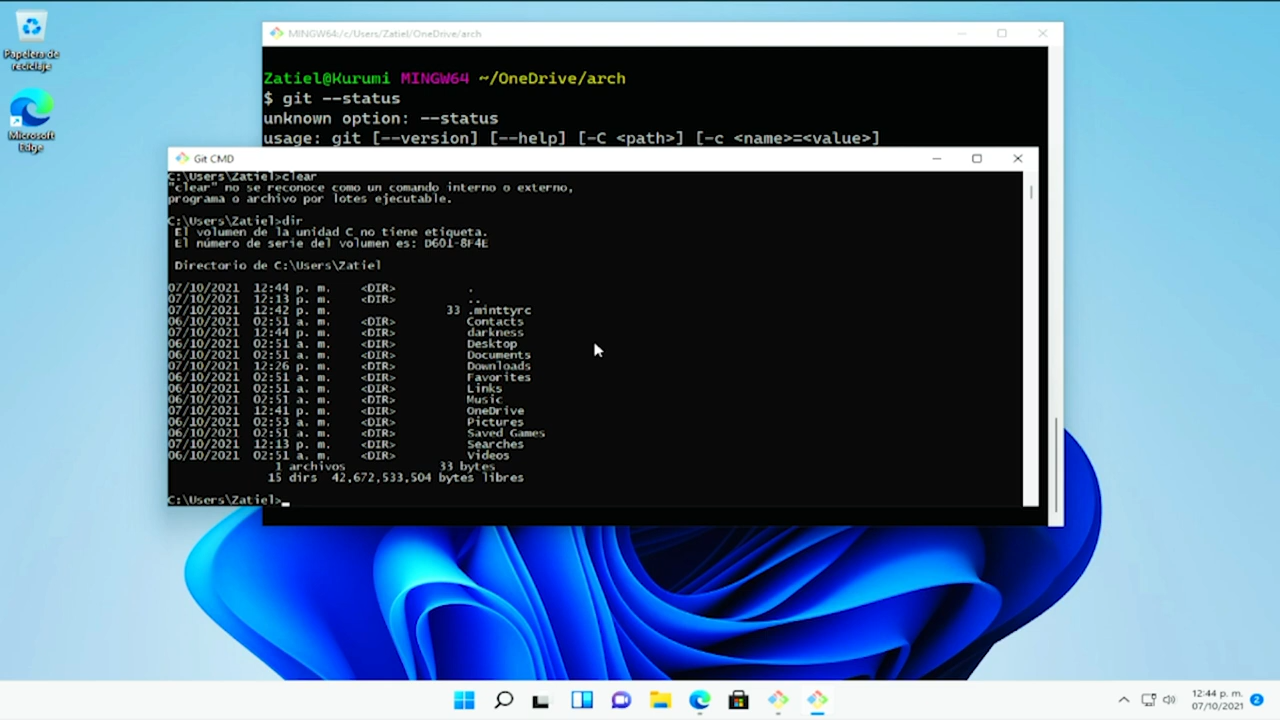 Papelera de
reciclaje
Microsoft
Edge
MINGW64:/c/Users/Zatiel/OneDrive/arch
Zatiel@Kurumi MINGW64 ~/OneDrive/arch
$ git --status
unknown option: --status
usage: git [--version] [--help] [-C <path>] [-c <name>=<value>]
Git CMD
C:\Users\Zatiel>clear
"clear" no se reconoce como un comando interno o externo,
programa o archivo por lotes ejecutable.
C:\Users\Zatiel>dir
El volumen de la unidad C no tiene etiqueta.
El número de serie del volumen es: D601-8F4E
Directorio de C:\Users\Zatiel
07/10/2021 12:44 p. m. <DIR> .
07/10/2021 12:13 p. m. <DIR> ..
07/10/2021 12:42 p. m. 33 .minttyrc
06/10/2021 02:51 a. m. <DIR> Contacts
07/10/2021 12:44 p. m. <DIR> darkness
06/10/2021 02:51 a. m. <DIR> Desktop
06/10/2021 02:51 a. m. <DIR> Documents
07/10/2021 12:26 p. m. <DIR> Downloads
06/10/2021 02:51 a. m. <DIR> Favorites
06/10/2021 02:51 a. m. <DIR> Links
06/10/2021 02:51 a. m. <DIR> Music
07/10/2021 12:41 p. m. <DIR> OneDrive
06/10/2021 02:53 a. m. <DIR> Pictures
06/10/2021 02:51 a. m. <DIR> Saved Games
07/10/2021 12:13 p. m. <DIR> Searches
06/10/2021 02:51 a. m. <DIR> Videos
1 archivos 33 bytes
15 dirs 42,672,533,504 bytes libres
C:\Users\Zatiel>
12:44 p. m.
07/10/2021
2